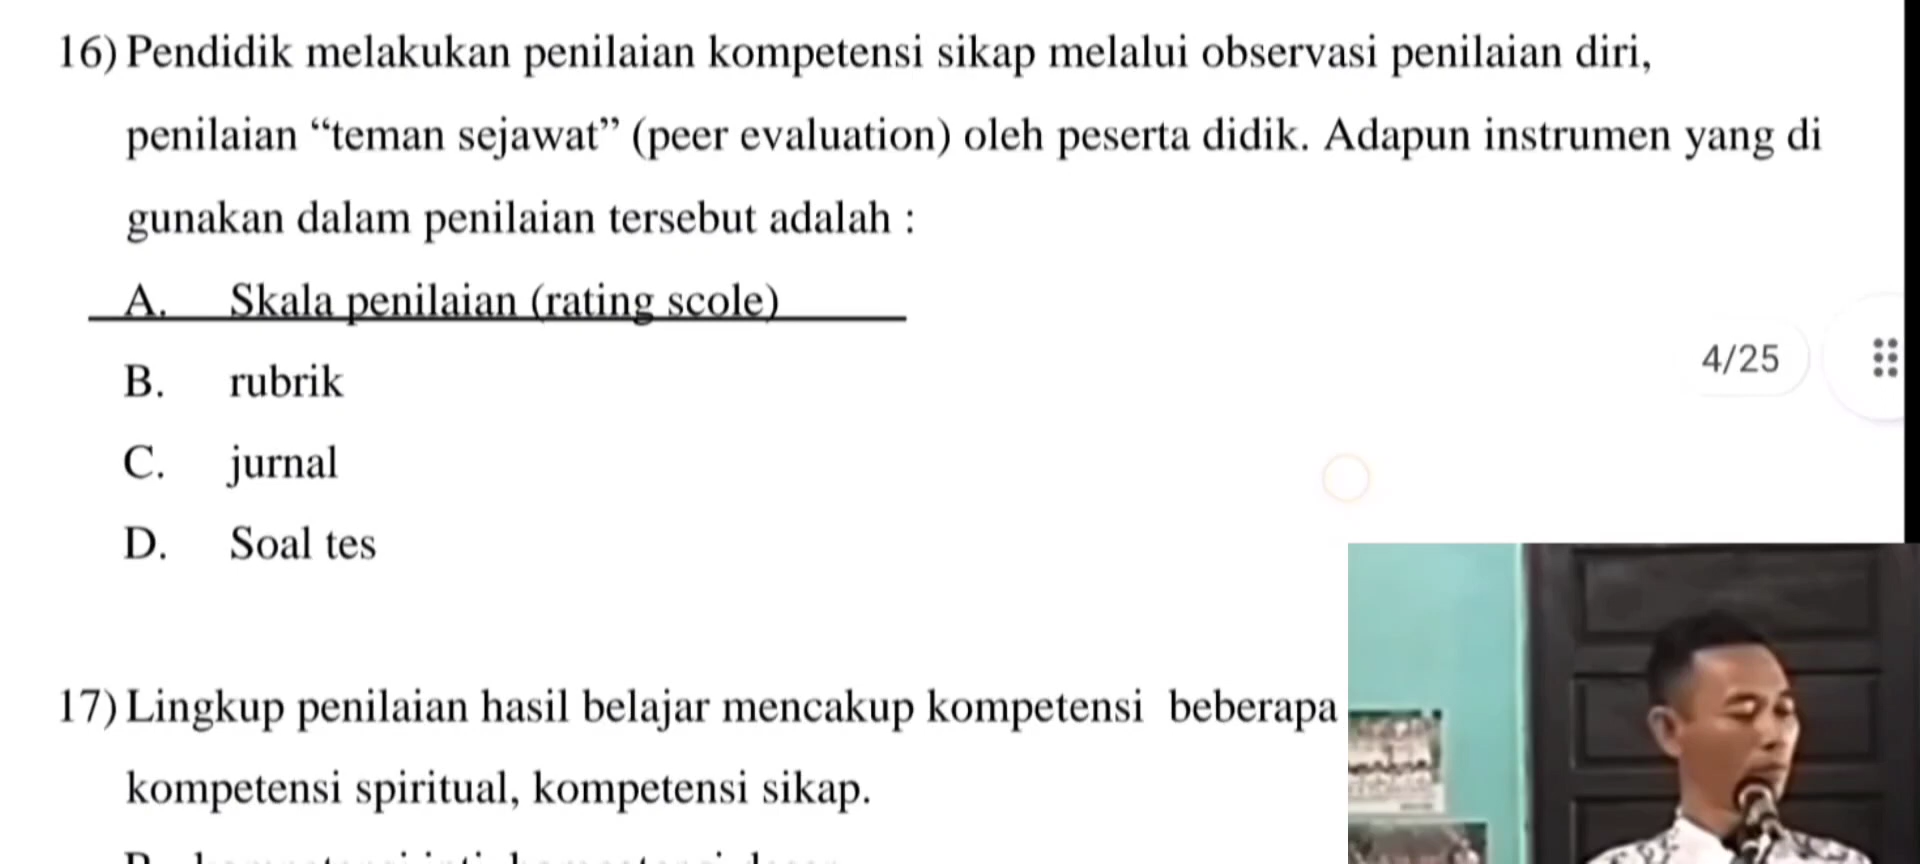 16) Pendidik melakukan penilaian kompetensi sikap melalui observasi penilaian diri,
penilaian “teman sejawat” (peer evaluation) oleh peserta didik. Adapun instrumen yang di
gunakan dalam penilaian tersebut adalah :
A. Skala penilaian (rating scole)
B. rubrik
4/25
C. jurnal
D. Soal tes
17) Lingkup penilaian hasil belajar mencakup kompetensi beberapa
kompetensi spiritual, kompetensi sikap.